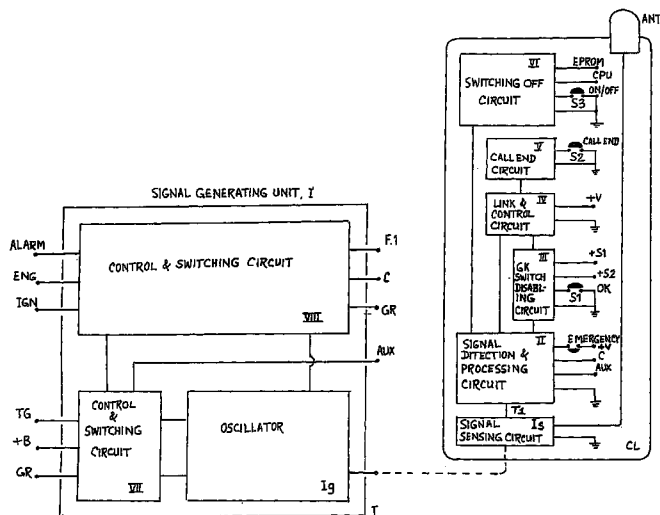 ANT
VI
SWITCHING OFF
CIRCUIT
EPROM
CPU
ON/OFF
S3
V
CALL END
CIRCUIT
CALL END
S2
IV
LINK &
CONTROL
CIRCUIT
+V
III
GK
SWITCH
DISABL-
ING
CIRCUIT
+S1
+S2
OK
S1
II
SIGNAL
DITECTION &
PROCESSING
CIRCUIT
EMERGENCY
+V
C
AUX
T1
Is
SIGNAL
SENSING CIRCUIT
CL
SIGNAL GENERATING UNIT, I
ALARM
ENG
IGN
CONTROL & SWITCHING CIRCUIT
VIII
F.1
C
GR
AUX
TG
+B
GR
CONTROL
&
SWITCHING
CIRCUIT
VII
OSCILLATOR
Ig
T